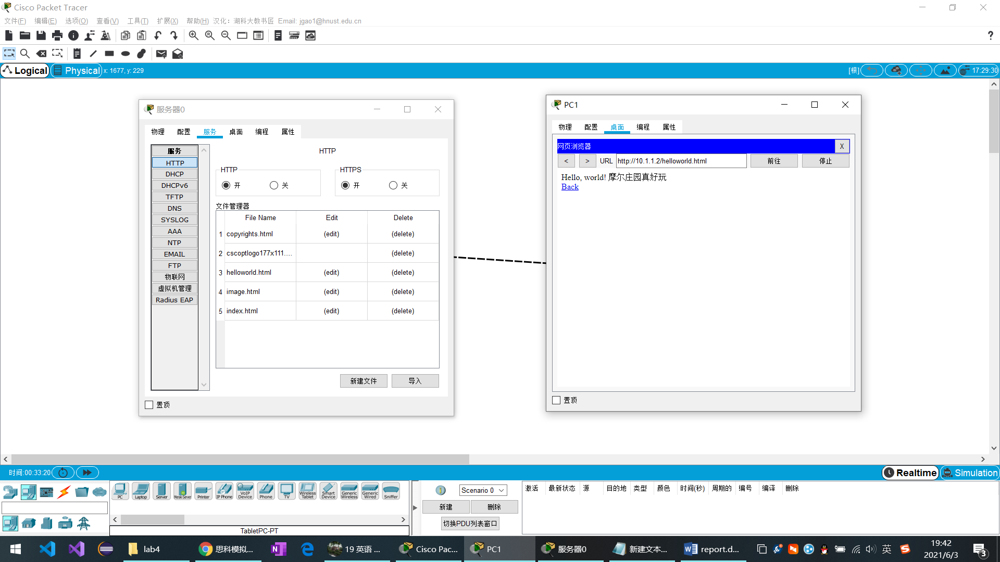 Cisco Packet Tracer
文件(F) 编辑(E) 选项(O) 查看(V) 工具(T) 扩展(X) 帮助(H) 汉化：湖科大教书匠 Email: jgao1@hnust.edu.cn
?
Logical Physical x: 1677, y: 229 [根] 17:29:30
服务器0
物理 配置 服务 桌面 编程 属性
服务
HTTP
DHCP
DHCPv6
TFTP
DNS
SYSLOG
AAA
NTP
EMAIL
FTP
物联网
虚拟机管理
Radius EAP
HTTP
HTTP
开 关
HTTPS
开 关
文件管理器
File Name Edit Delete
1 copyrights.html (edit) (delete)
2 cscoptlogo177x111.... (delete)
3 helloworld.html (edit) (delete)
4 image.html (edit) (delete)
5 index.html (edit) (delete)
新建文件 导入
置顶
PC1
物理 配置 桌面 编程 属性
网页浏览器 X
< > URL http://10.1.1.2/helloworld.html 前往 停止
Hello, world! 摩尔庄园真好玩
Back
置顶
时间:00:33:20 Realtime Simulation
PC Laptop Server Meraki Server Printer IP Phone VoIP Device Phone TV Wireless Tablet Smart Device Generic Wireless Generic Wired Sniffer
TabletPC-PT
Scenario 0
新建 删除
切换PDU列表窗口
激活 最新状态 源 目的地 类型 颜色 时间(秒) 周期的 编号 编译 删除
lab4 思科模拟... 19 英语 ... Cisco Pac... PC1 服务器0 新建文本... report.d... 英 19:42
2021/6/3 3